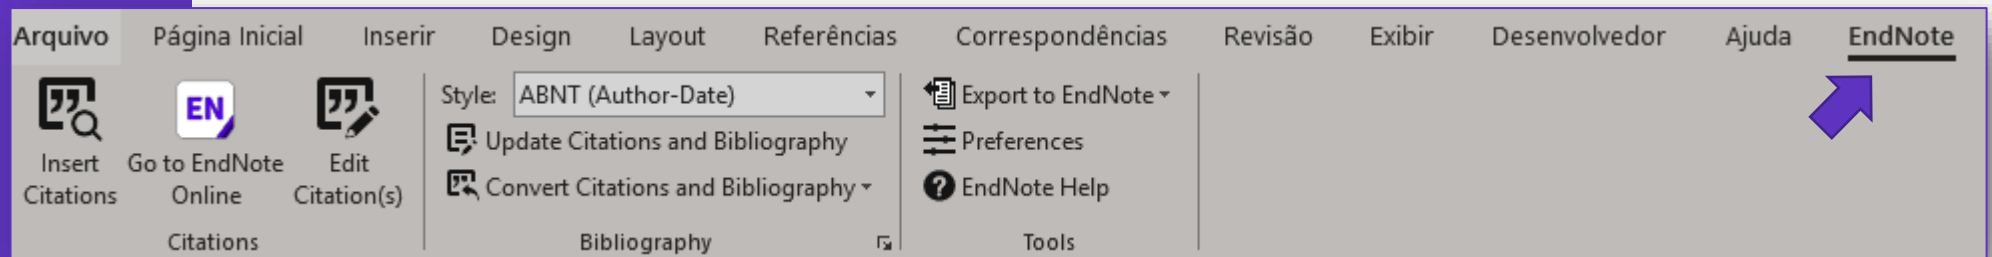 Arquivo Página Inicial Inserir Design Layout Referências Correspondências Revisão Exibir Desenvolvedor Ajuda EndNote
Insert
Citations
EN
Go to EndNote
Online
Edit
Citation(s)
Citations
Style: ABNT (Author-Date)
Update Citations and Bibliography
Convert Citations and Bibliography
Bibliography
Export to EndNote
Preferences
EndNote Help
Tools